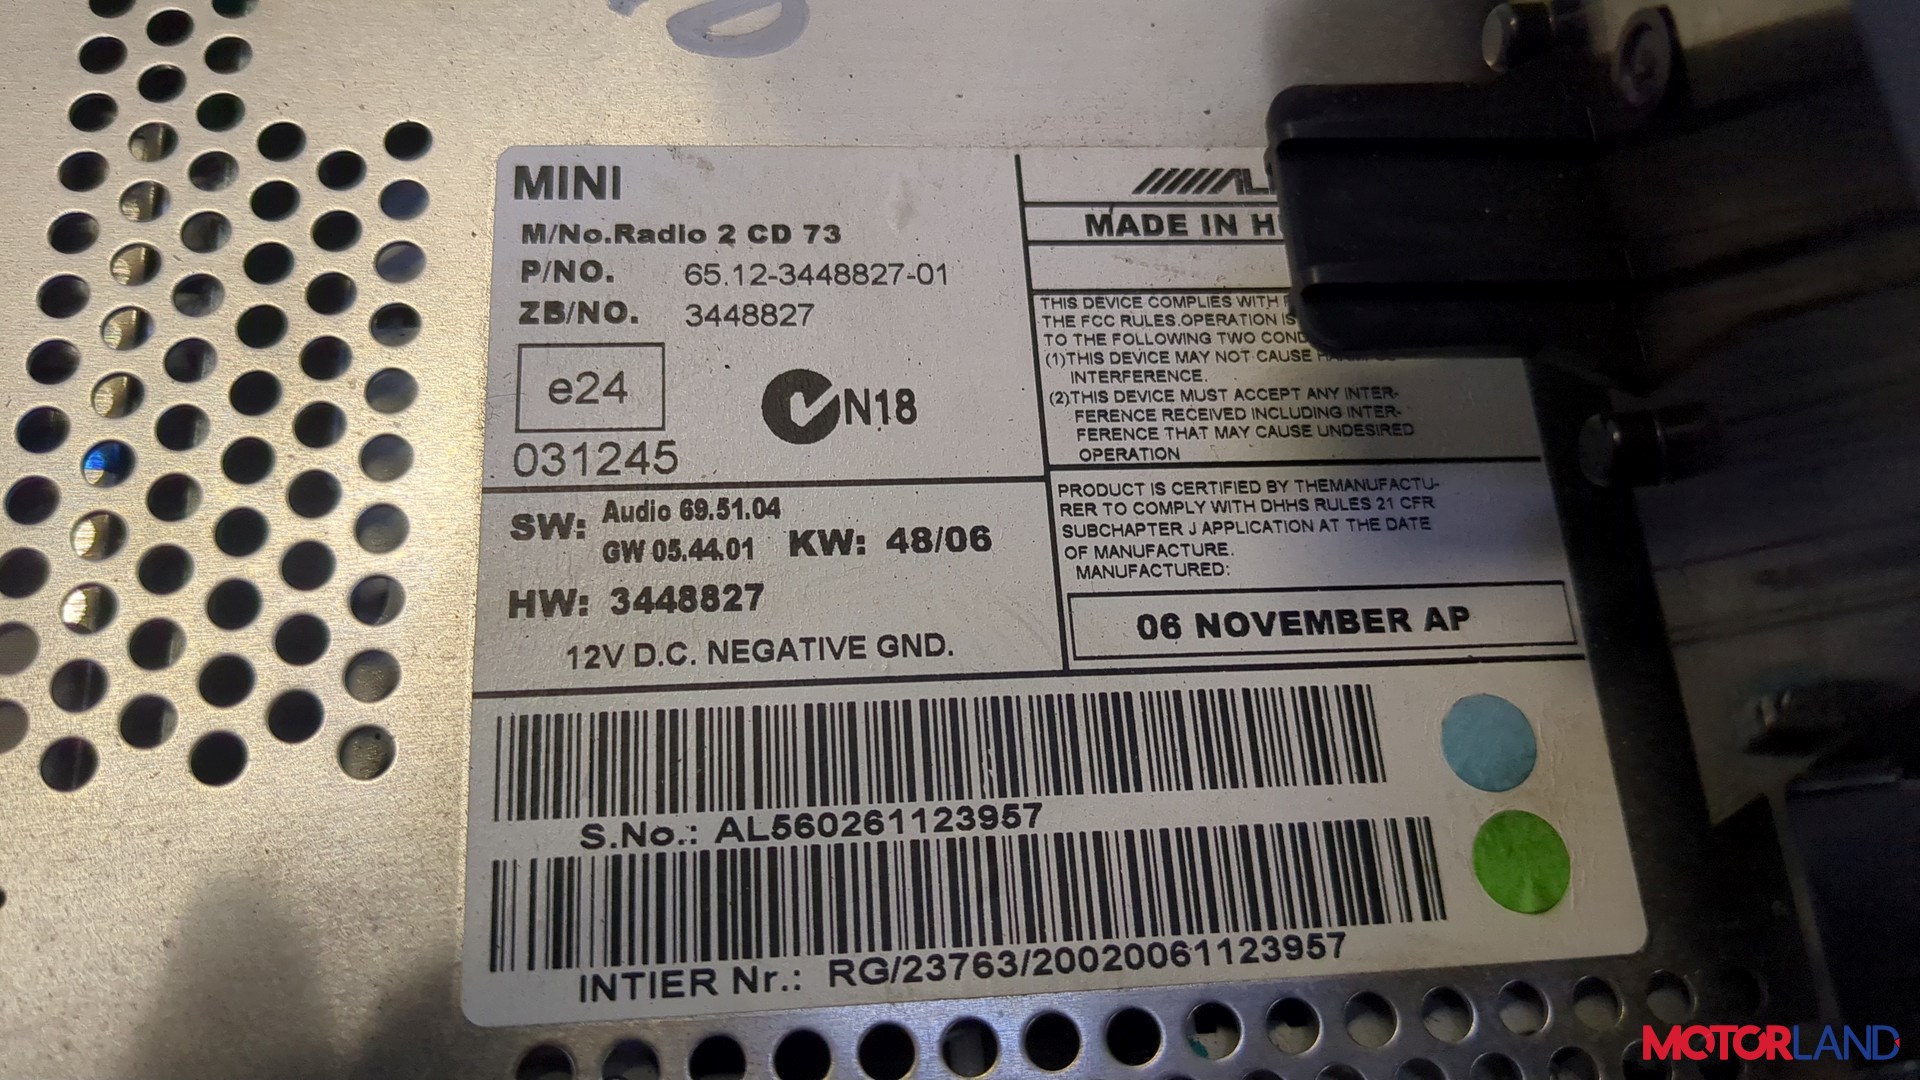 MINI
M/No.Radio 2 CD 73
P/NO. 65.12-3448827-01
ZB/NO. 3448827
e24
N18
031245
SW: Audio 69.51.04
GW 05.44.01
KW: 48/06
HW: 3448827
12V D.C. NEGATIVE GND.
MADE IN
THIS DEVICE COMPLIES WITH
THE FCC RULES.OPERATION IS
TO THE FOLLOWING TWO
(1)THIS DEVICE MAY NOT CAUSE
INTERFERENCE.
(2)THIS DEVICE MUST ACCEPT ANY INTER-
FERENCE RECEIVED INCLUDING INTER-
FERENCE THAT MAY CAUSE UNDESIRED
OPERATION
PRODUCT IS CERTIFIED BY THEMANUFACTU-
RER TO COMPLY WITH DHHS RULES 21 CFR
SUBCHAPTER J APPLICATION AT THE DATE
OF MANUFACTURE.
MANUFACTURED:
06 NOVEMBER AP
S.No.: AL560261123957
INTIER Nr.: RG/23763/20020061123957
MOTORLAND